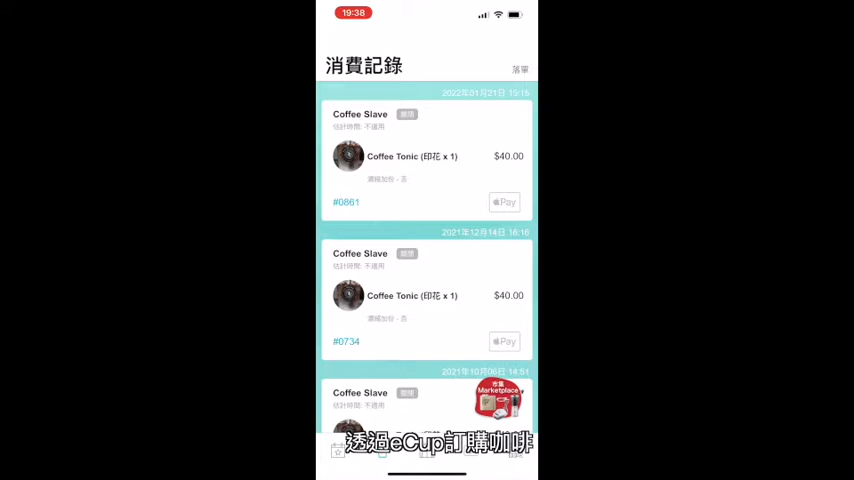 19:38
消費記錄
落單
2022年01月21日 15:15
Coffee Slave
估計時間: 不適用
Coffee Tonic (印花 x 1)
$40.00
濃縮加份 - 否
#0861
Pay
2021年12月14日 16:16
Coffee Slave
估計時間: 不適用
Coffee Tonic (印花 x 1)
$40.00
濃縮加份 - 否
#0734
Pay
2021年10月06日 14:51
Coffee Slave
估計時間: 不適用
市集
Marketplace
透過eCup訂購咖啡